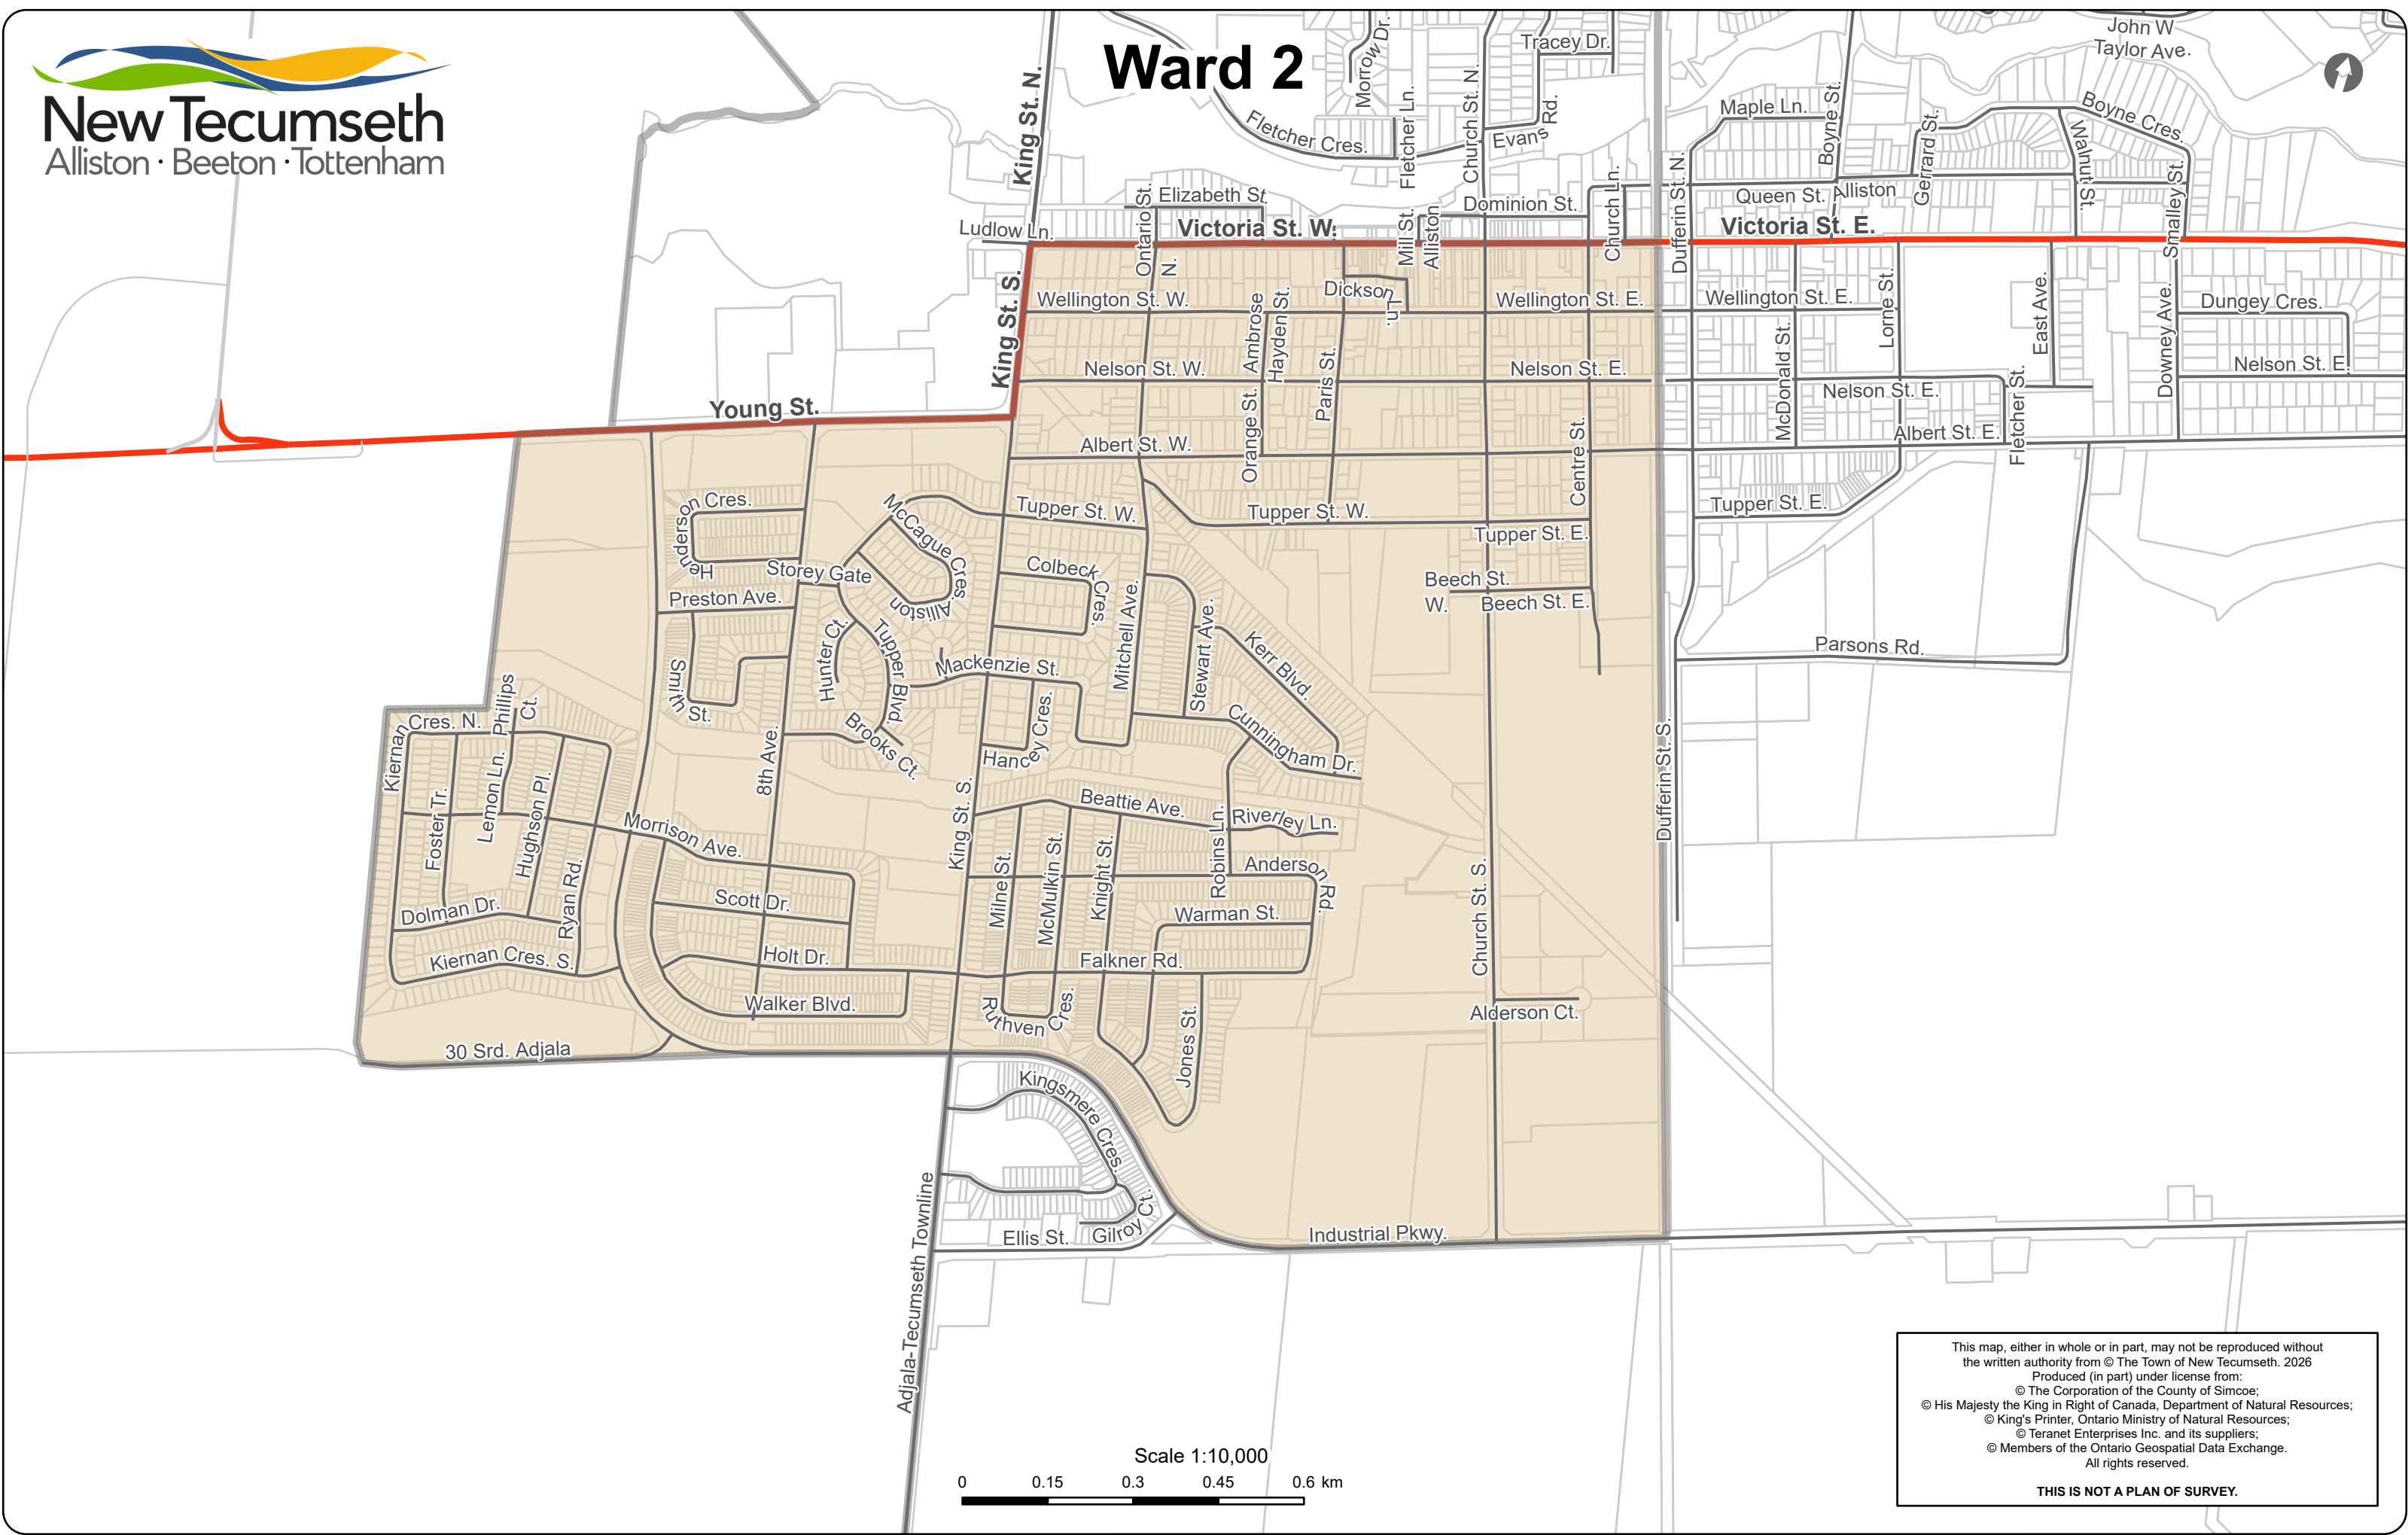 New Tecumseth
Alliston · Beeton · Tottenham
Ward 2
King St. N.
Morrow Dr.
Fletcher Ln.
Fletcher Cres.
Church St. N.
Tracey Dr.
Evans
Rd.
Maple Ln.
Boyne St.
Gerrard St.
John W
Taylor Ave.
Boyne Cres.
Walnut St.
Smalley St.
Elizabeth St.
Ontario St.
N.
Ludlow Ln.
Victoria St. W.
Mill St.
Alliston
Dominion St.
Church Ln.
Dufferin St. N.
Queen St. Alliston
Victoria St. E.
King St. S.
Wellington St. W.
Ambrose
Hayden St.
Dickson
Ln.
Wellington St. E.
Wellington St. E.
Lorne St.
East Ave.
Downey Ave.
Dungey Cres.
Nelson St. W.
Paris St.
Nelson St. E.
McDonald St.
Nelson St. E.
Fletcher St.
Nelson St. E.
Young St.
Albert St. W.
Orange St.
Centre St.
Albert St. E.
Henderson Cres.
McCague Cres.
Alliston
Tupper St. W.
Tupper St. W.
Tupper St. E.
Tupper St. E.
Storey Gate
Colbeck
Cres.
Preston Ave.
Mitchell Ave.
Beech St.
W.
Beech St. E.
Smith
St.
Hunter Ct.
Tupper Blvd.
Mackenzie St.
Stewart Ave.
Kerr Blvd.
Parsons Rd.
Phillips
Ct.
Kiernan
Cres. N.
Brooks Ct.
Hancey Cres.
Cunningham Dr.
Dufferin St. S.
8th Ave.
Foster Tr.
Lemon Ln.
Hughson Pl.
Morrison Ave.
King St. S.
Beattie Ave.
Robins Ln.
Riverley Ln.
Ryan Rd.
Milne St.
McMulkin St.
Knight St.
Anderson
Rd.
Church St. S.
Dolman Dr.
Scott Dr.
Warman St.
Kiernan Cres. S.
Holt Dr.
Falkner Rd.
Walker Blvd.
Ruthven Cres.
Jones St.
Alderson Ct.
30 Srd. Adjala
Kingsmere Cres.
Gilroy Ct.
Ellis St.
Industrial Pkwy.
Adjala-Tecumseth Townline
Scale 1:10,000
0 0.15 0.3 0.45 0.6 km
This map, either in whole or in part, may not be reproduced without
the written authority from © The Town of New Tecumseth. 2026
Produced (in part) under license from:
© The Corporation of the County of Simcoe;
© His Majesty the King in Right of Canada, Department of Natural Resources;
© King's Printer, Ontario Ministry of Natural Resources;
© Teranet Enterprises Inc. and its suppliers;
© Members of the Ontario Geospatial Data Exchange.
All rights reserved.
THIS IS NOT A PLAN OF SURVEY.